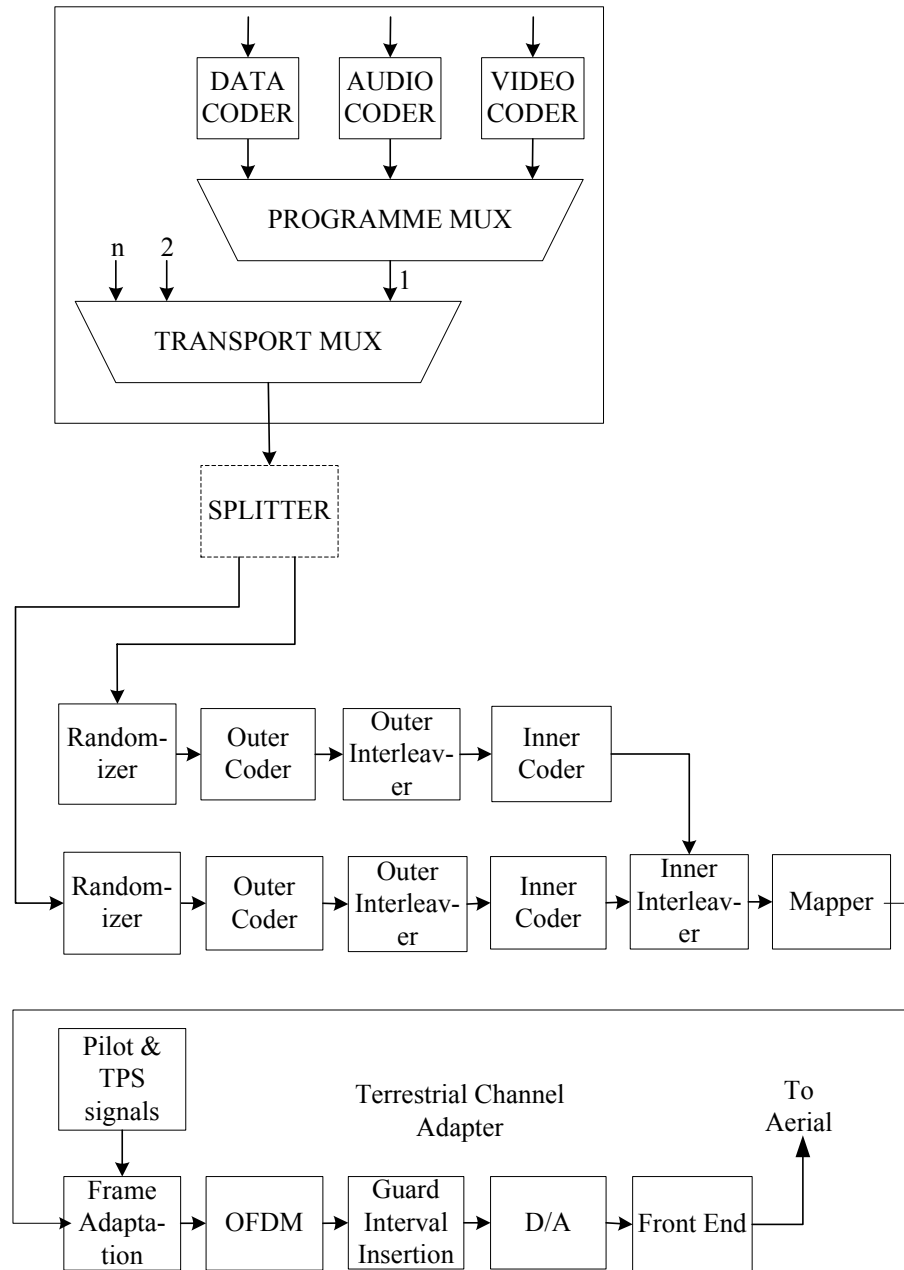 DATA
CODER
AUDIO
CODER
VIDEO
CODER
PROGRAMME MUX
n
2
1
TRANSPORT MUX
SPLITTER
Random-
izer
Outer
Coder
Outer
Interleav-
er
Inner
Coder
Random-
izer
Outer
Coder
Outer
Interleav-
er
Inner
Coder
Inner
Interleav-
er
Mapper
Pilot &
TPS
signals
Terrestrial Channel
Adapter
To
Aerial
Frame
Adapta-
tion
OFDM
Guard
Interval
Insertion
D/A
Front End